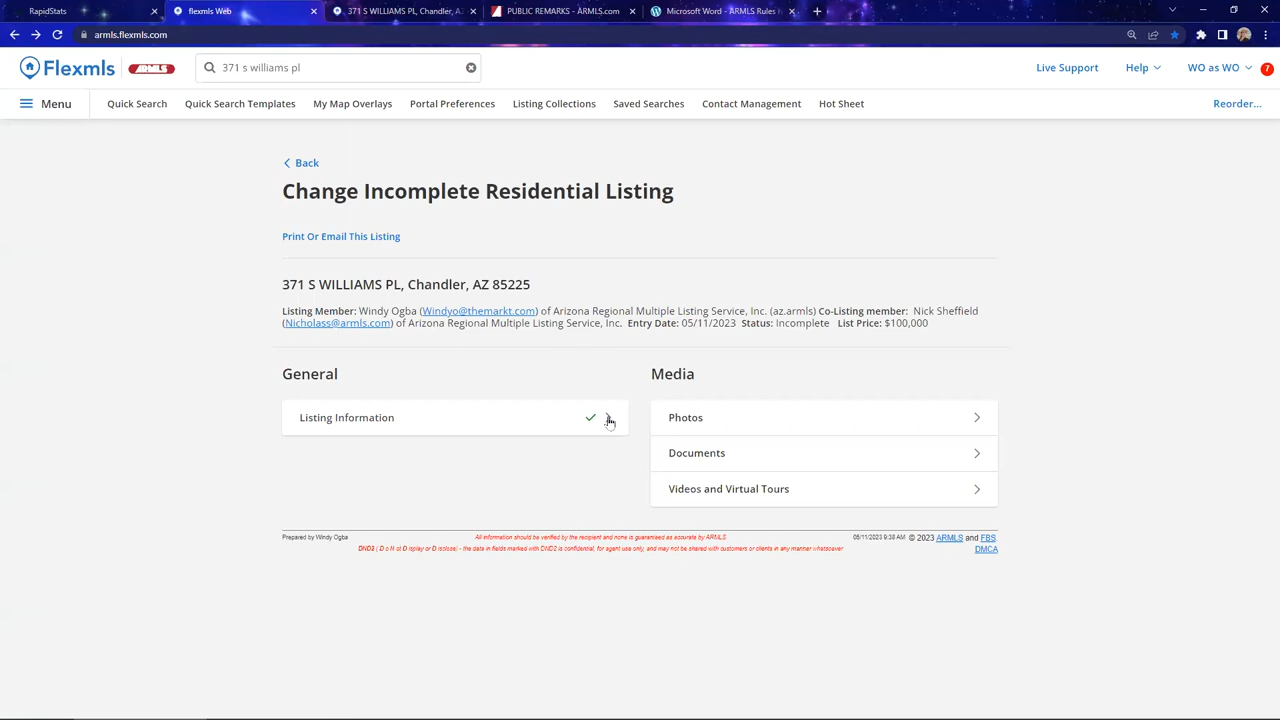 RapidStats
flexmls Web
371 S WILLIAMS PL, Chandler, AZ
PUBLIC REMARKS - ARMLS.com
Microsoft Word - ARMLS Rules
armls.flexmls.com
Flexmls ARMLS 371 s williams pl Live Support Help WO as WO 7
Menu Quick Search Quick Search Templates My Map Overlays Portal Preferences Listing Collections Saved Searches Contact Management Hot Sheet Reorder...
Back
Change Incomplete Residential Listing
Print Or Email This Listing
371 S WILLIAMS PL, Chandler, AZ 85225
Listing Member: Windy Ogba (Windyo@themarkt.com) of Arizona Regional Multiple Listing Service, Inc. (az.armls) Co-Listing member: Nick Sheffield
(Nicholass@armls.com) of Arizona Regional Multiple Listing Service, Inc. Entry Date: 05/11/2023 Status: Incomplete List Price: $100,000
General
Listing Information
Media
Photos
Documents
Videos and Virtual Tours
Prepared by Windy Ogba
All information should be verified by the recipient and none is guaranteed as accurate by ARMLS
DND2 ( D o N ot D isplay or D isclose) - the data in fields marked with DND2 is confidential, for agent use only, and may not be shared with customers or clients in any manner whatsoever.
05/11/2023 9:38 AM © 2023 ARMLS and FBS.
DMCA